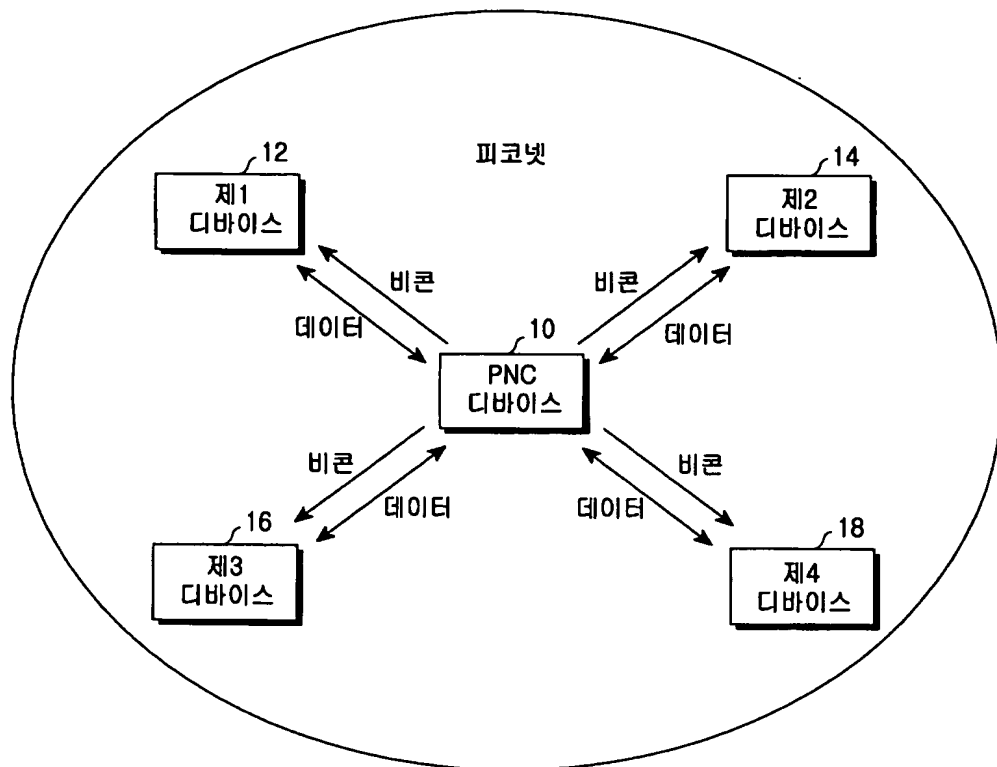 피코넷
12
제1
디바이스
14
제2
디바이스
비콘
데이터
비콘
데이터
10
PNC
디바이스
비콘
데이터
비콘
데이터
16
제3
디바이스
18
제4
디바이스